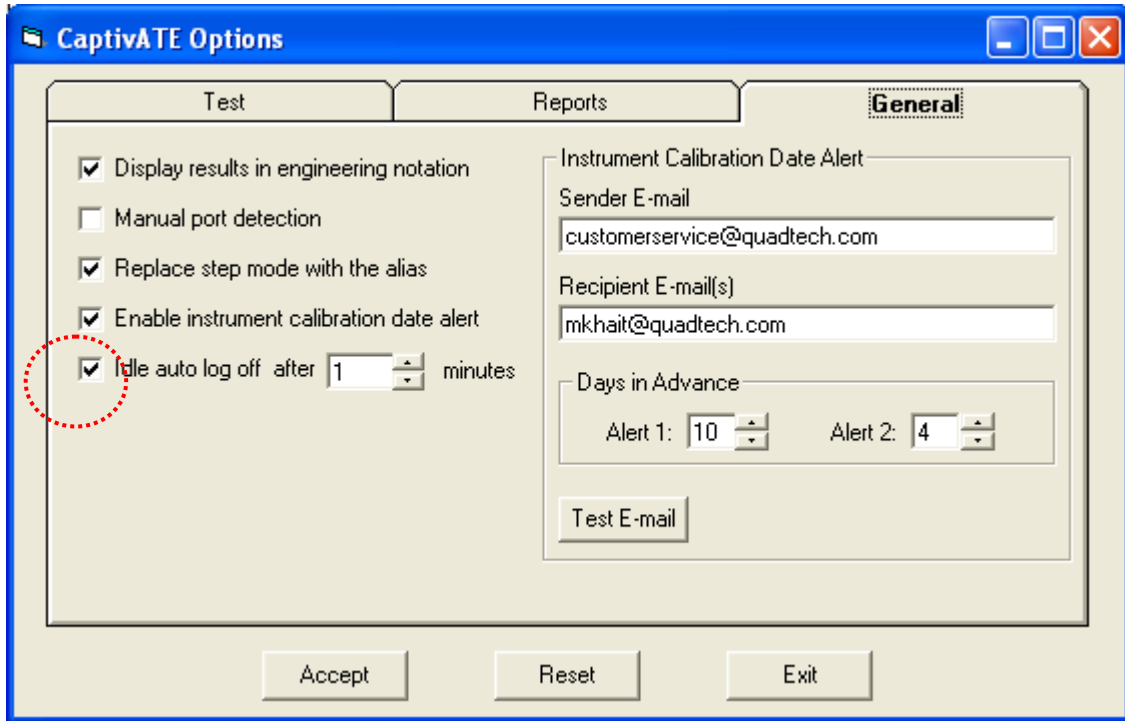 CaptivATE Options
Test Reports General
Display results in engineering notation
Manual port detection
Replace step mode with the alias
Enable instrument calibration date alert
Idle auto log off after 1 minutes
Instrument Calibration Date Alert
Sender E-mail
customerservice@quadtech.com
Recipient E-mail(s)
mkhait@quadtech.com
Days in Advance
Alert 1: 10 Alert 2: 4
Test E-mail
Accept Reset Exit